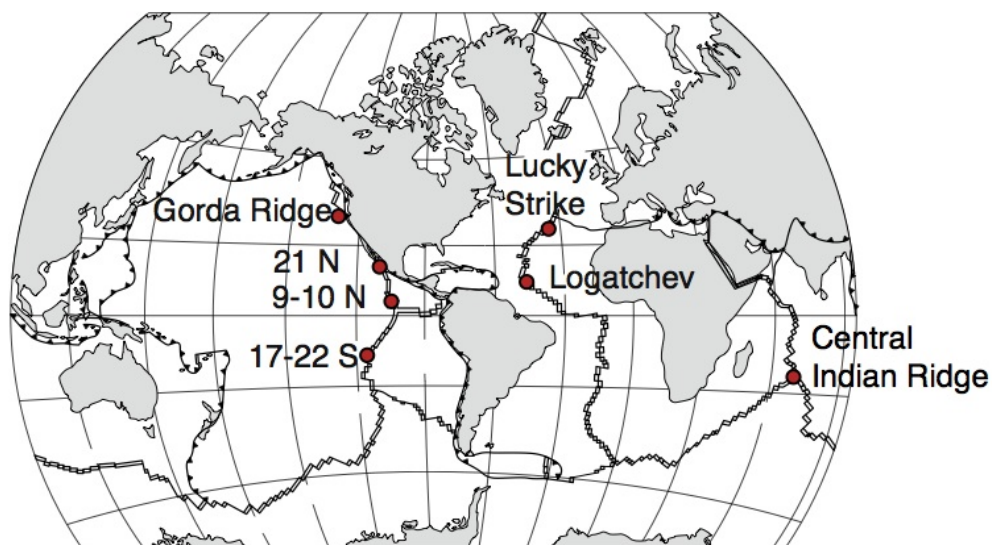 Lucky
Strike
Gorda Ridge
21 N
9-10 N
Logatchev
17-22 S
Central
Indian Ridge